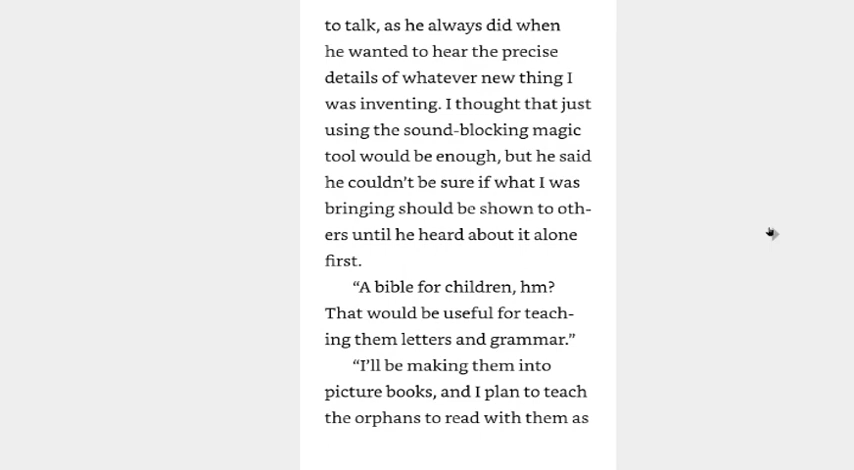 to talk, as he always did when
he wanted to hear the precise
details of whatever new thing I
was inventing. I thought that just
using the sound-blocking magic
tool would be enough, but he said
he couldn’t be sure if what I was
bringing should be shown to oth-
ers until he heard about it alone
first.
“A bible for children, hm?
That would be useful for teach-
ing them letters and grammar.”
“I’ll be making them into
picture books, and I plan to teach
the orphans to read with them as